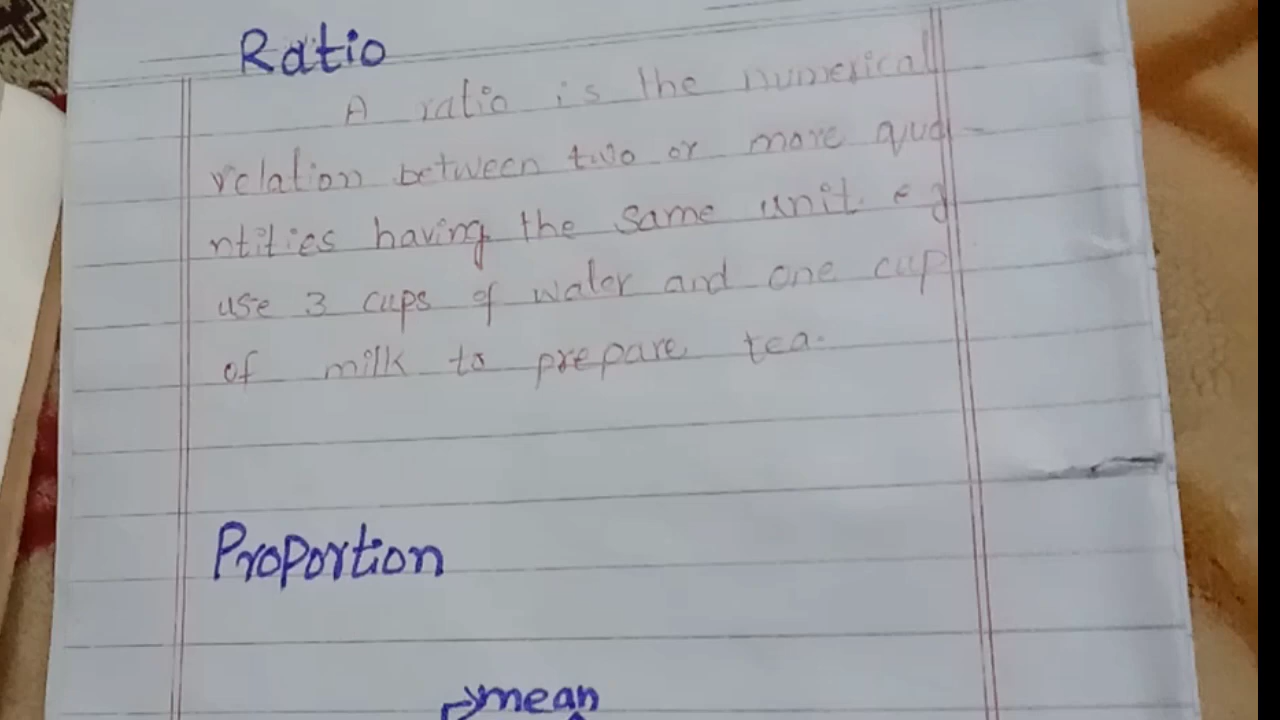 Ratio
A ratio is the numerical
relation between two or more qua-
ntities having the same unit. eg
use 3 cups of water and one cup
of milk to prepare tea.
Proportion
mean